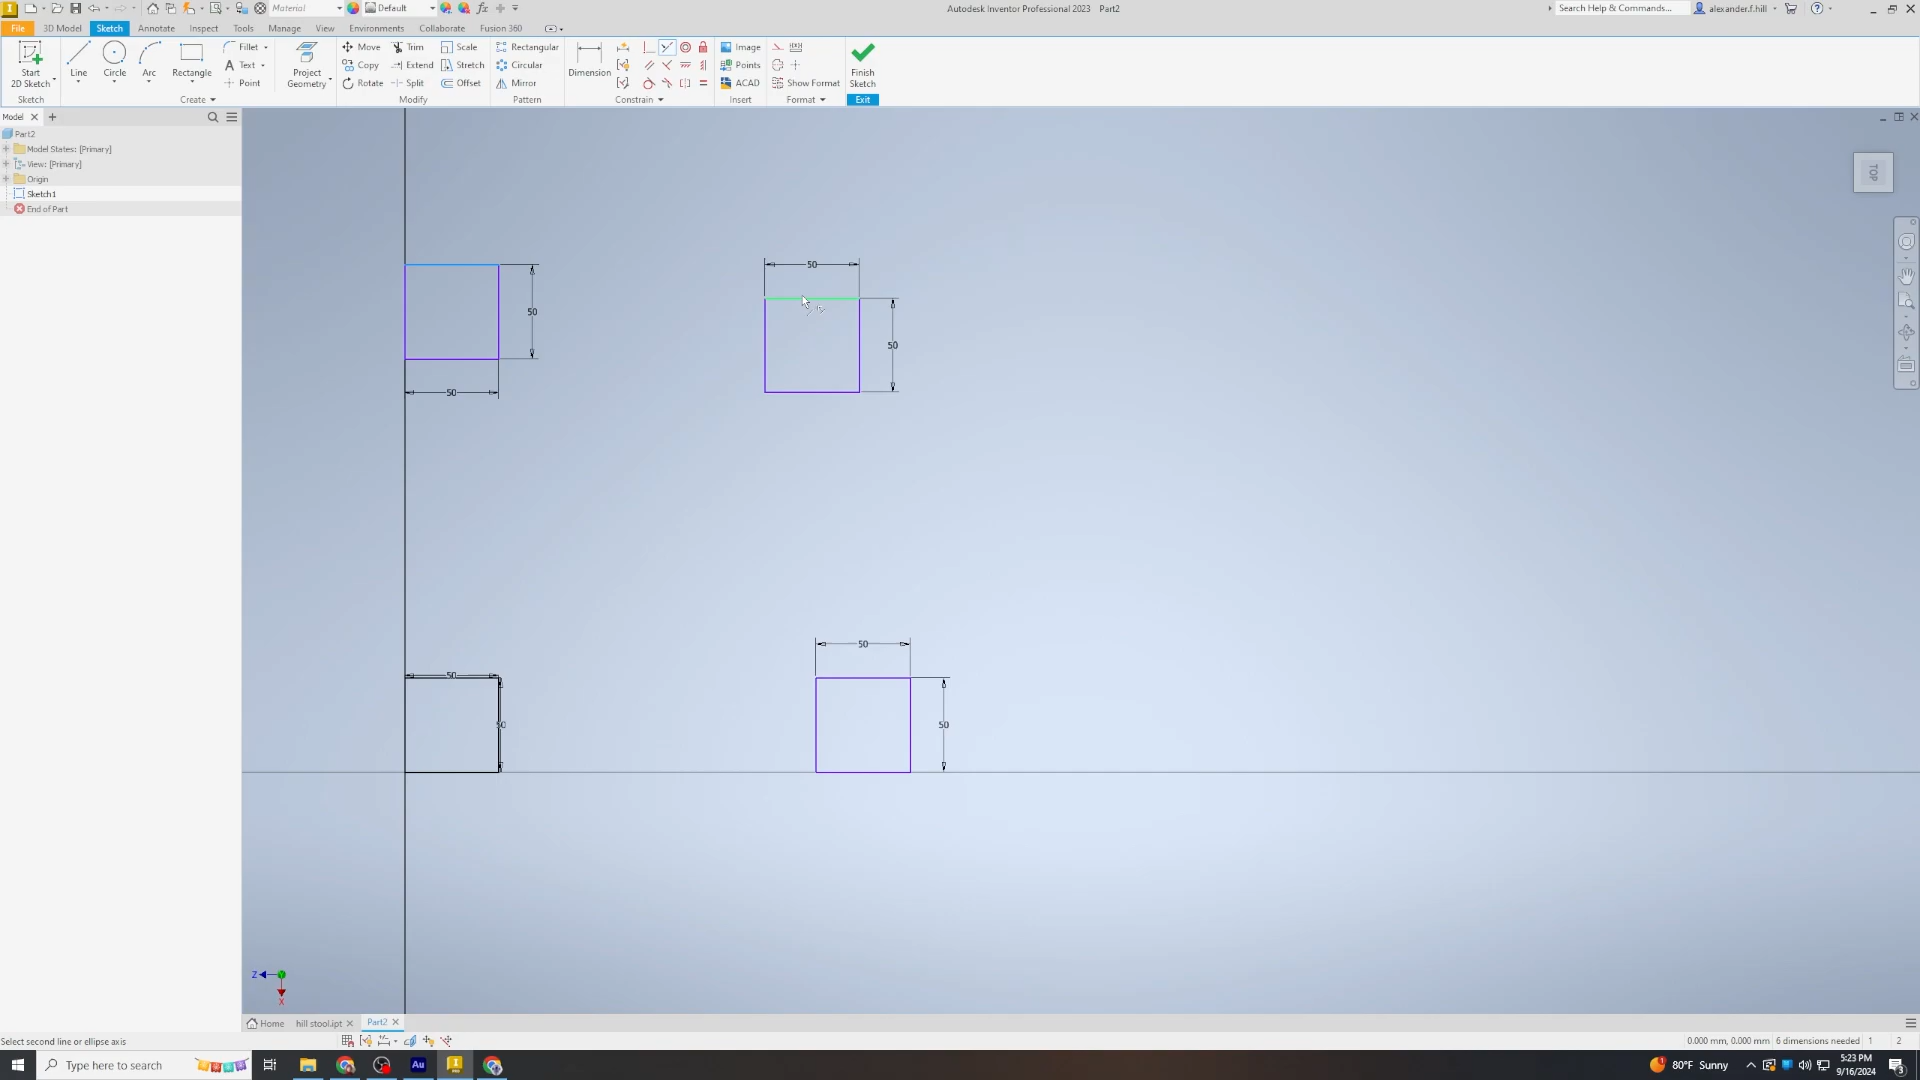 Material
Default
Autodesk Inventor Professional 2023 Part2
Search Help & Commands...
alexander.f.hill
File 3D Model Sketch Annotate Inspect Tools Manage View Environments Collaborate Fusion 360
Start
2D Sketch
Line
Circle
Arc
Rectangle
Fillet
Text
Point
Project
Geometry
Move
Copy
Rotate
Trim
Extend
Split
Scale
Stretch
Offset
Rectangular
Circular
Mirror
Dimension
Image
Points
ACAD
Show Format
Finish
Sketch
Sketch Create Modify Pattern Constrain Insert Format Exit
Model
Part2
Model States: [Primary]
View: [Primary]
Origin
Sketch1
End of Part
TOP
50
50
50
50
50
50
50
50
Z
X
Home hill stool.ipt Part2
Select second line or ellipse axis
0.000 mm, 0.000 mm 6 dimensions needed 1 2
Type here to search
Au
80°F Sunny
5:23 PM
9/16/2024
3